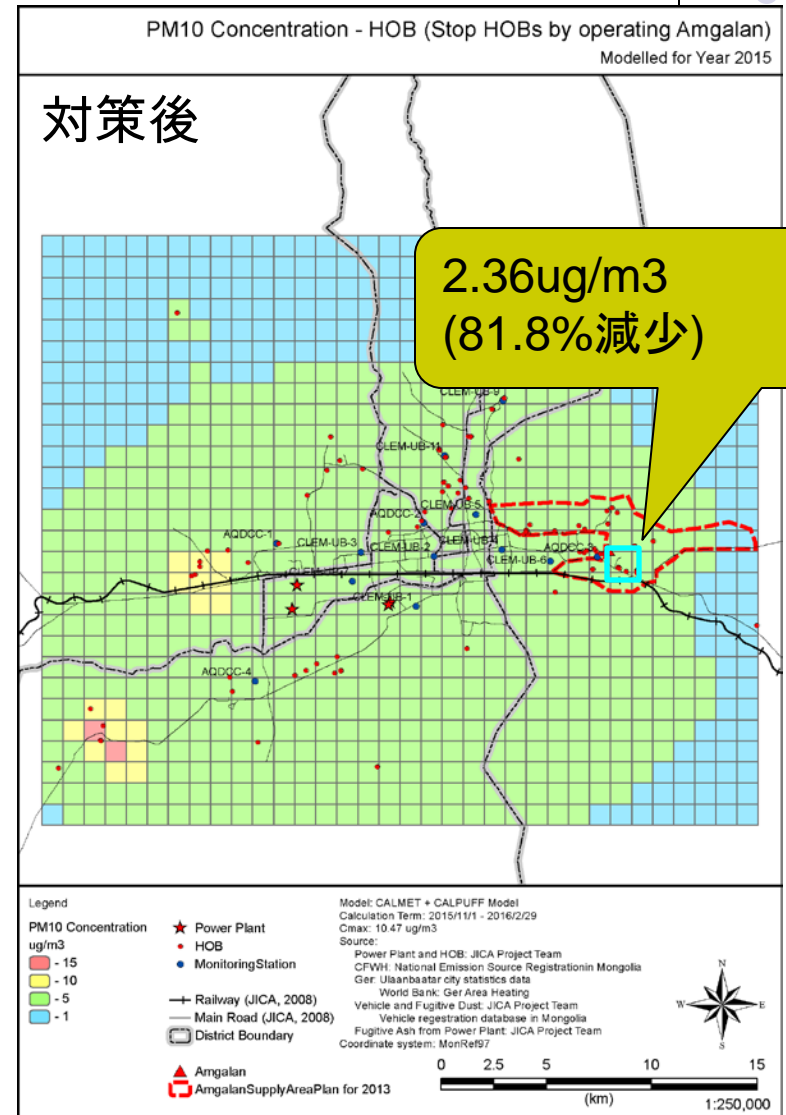 PM10 Concentration - HOB (Stop HOBs by operating Amgalan)
Modelled for Year 2015
対策後
2.36ug/m3
(81.8%減少)
CLEM-UB-9
CLEM-UB-11
CLEM-UB-5
AQDCC-2
AQDCC-1
CLEM-UB-3
CLEM-UB-2
CLEM-UB-4
CLEM-UB-6
CLEM-UB-1
AQDCC-4
Legend
PM10 Concentration
ug/m3
- 15
- 10
- 5
- 1
Power Plant
HOB
MonitoringStation
Railway (JICA, 2008)
Main Road (JICA, 2008)
District Boundary
Amgalan
AmgalanSupplyAreaPlan for 2013
Model: CALMET + CALPUFF Model
Calculation Term: 2015/11/1 - 2016/2/29
Cmax: 10.47 ug/m3
Source:
Power Plant and HOB: JICA Project Team
CFWH: National Emission Source Registrationin Mongolia
Ger: Ulaanbaatar city statistics data
World Bank: Ger Area Heating
Vehicle and Fugitive Dust: JICA Project Team
Vehicle regestration database in Mongolia
Fugitive Ash from Power Plant: JICA Project Team
Coordinate system: MonRef97
N
W E
S
0 2.5 5 10 15
(km)
1:250,000